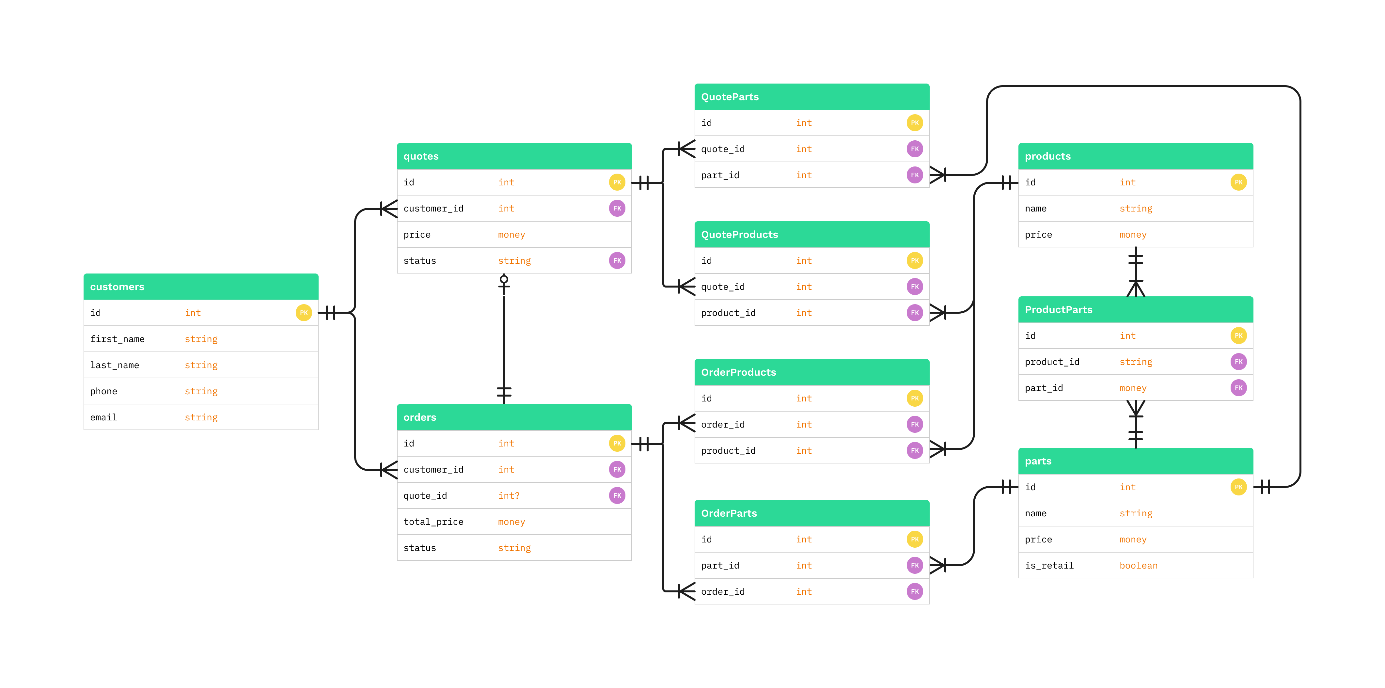 customers
id int PK
first_name string
last_name string
phone string
email string
quotes
id int PK
customer_id int FK
price money
status string FK
orders
id int PK
customer_id int FK
quote_id int? FK
total_price money
status string
QuoteParts
id int PK
quote_id int FK
part_id int FK
QuoteProducts
id int PK
quote_id int FK
product_id int FK
OrderProducts
id int PK
order_id int FK
product_id int FK
OrderParts
id int PK
part_id int FK
order_id int FK
products
id int PK
name string
price money
ProductParts
id int PK
product_id string FK
part_id money FK
parts
id int PK
name string
price money
is_retail boolean